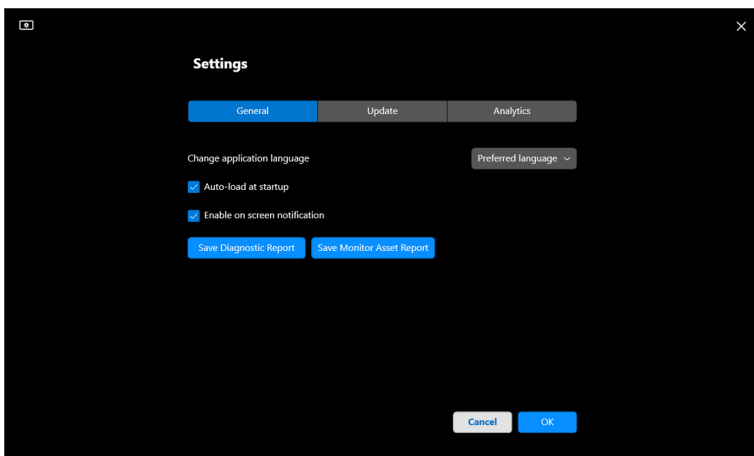 Settings
General Update Analytics
Change application language Preferred language
Auto-load at startup
Enable on screen notification
Save Diagnostic Report Save Monitor Asset Report
Cancel OK